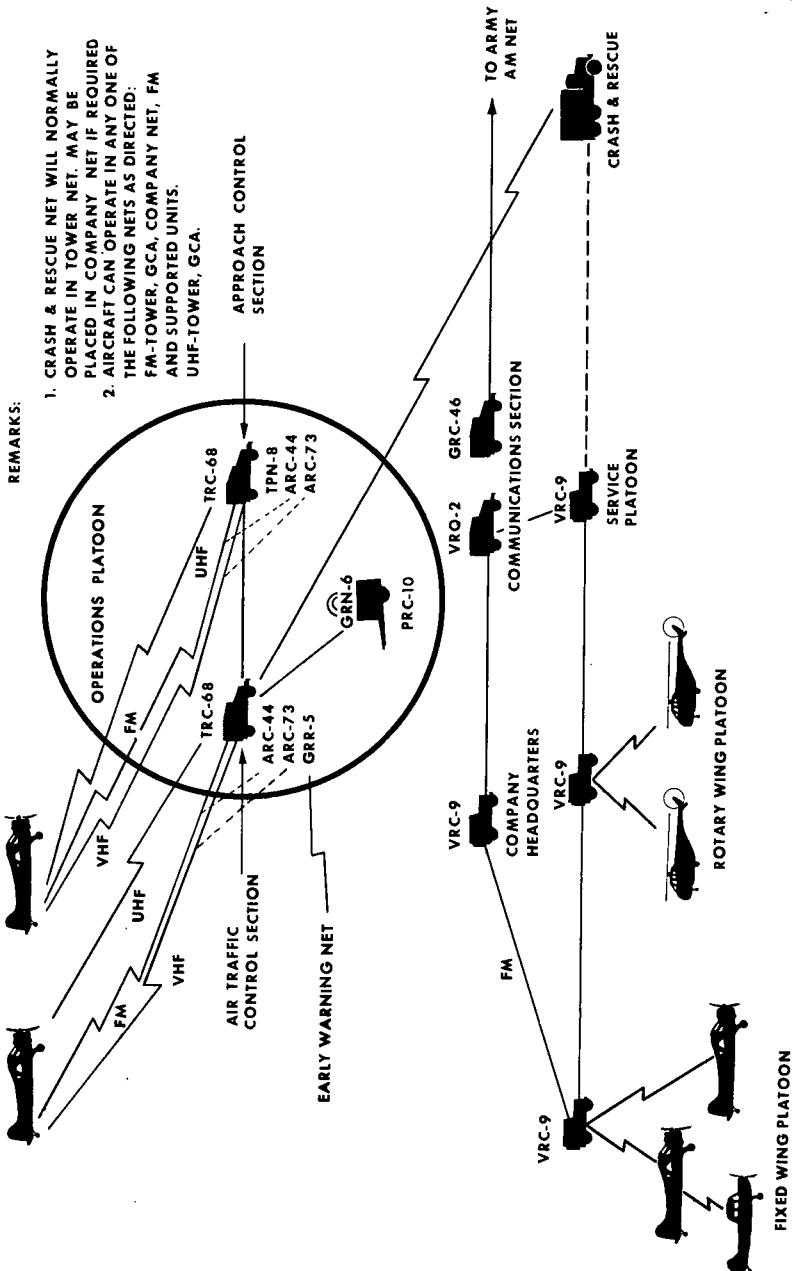 REMARKS:
1. CRASH & RESCUE NET WILL NORMALLY
OPERATE IN TOWER NET. MAY BE
PLACED IN COMPANY NET IF REQUIRED
2. AIRCRAFT CAN OPERATE IN ANY ONE OF
THE FOLLOWING NETS AS DIRECTED:
FM-TOWER, GCA, COMPANY NET, FM
AND SUPPORTED UNITS.
UHF-TOWER, GCA.
OPERATIONS PLATOON
UHF
FM
VHF
TRC-68
TPN-8
ARC-44
ARC-73
APPROACH CONTROL
SECTION
UHF
FM
VHF
TRC-68
ARC-44
ARC-73
GRR-5
GRN-6
PRC-10
AIR TRAFFIC
CONTROL SECTION
EARLY WARNING NET
VRC-9
COMPANY
HEADQUARTERS
VRQ-2
GRC-46
COMMUNICATIONS SECTION
TO ARMY
AM NET
FM
VRC-9
VRC-9
VRC-9
SERVICE
PLATOON
CRASH & RESCUE
ROTARY WING PLATOON
FIXED WING PLATOON